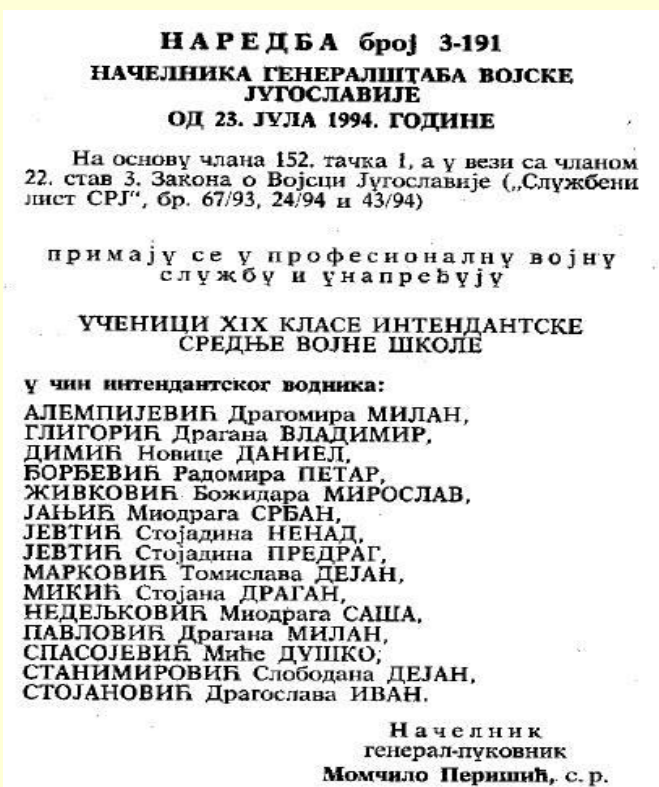 НАРЕДБА број 3-191
НАЧЕЛНИКА ГЕНЕРАЛШТАБА ВОЈСКЕ
ЈУГОСЛАВИЈЕ
ОД 23. ЈУЛА 1994. ГОДИНЕ
На основу члана 152. тачка 1, а у вези са чланом
22. став 3. Закона о Војсци Југославије („Службени
лист СРЈ“, бр. 67/93, 24/94 и 43/94)
примају се у професионалну војну
службу и унапређују
УЧЕНИЦИ XIX КЛАСЕ ИНТЕНДАНТСКЕ
СРЕДЊЕ ВОЈНЕ ШКОЛЕ
у чин интендантског водника:
АЛЕМПИЈЕВИЋ Драгомира МИЛАН,
ГЛИГОРИЋ Драгана ВЛАДИМИР,
ДИМИЋ Новице ДАНИЕЛ,
ЂОРЂЕВИЋ Радомира ПЕТАР,
ЖИВКОВИЋ Божидара МИРОСЛАВ,
ЈАЊИЋ Миодрага СРЂАН,
ЈЕВТИЋ Стојадина НЕНАД,
ЈЕВТИЋ Стојадина ПРЕДРАГ,
МАРКОВИЋ Томислава ДЕЈАН,
МИКИЋ Стојана ДРАГАН,
НЕДЕЉКОВИЋ Миодрага САША,
ПАВЛОВИЋ Драгана МИЛАН,
СПАСОЈЕВИЋ Миће ДУШКО,
СТАНИМИРОВИЋ Слободана ДЕЈАН,
СТОЈАНОВИЋ Драгослава ИВАН.
Начелник
генерал-пуковник
Момчило Перишић, с. р.